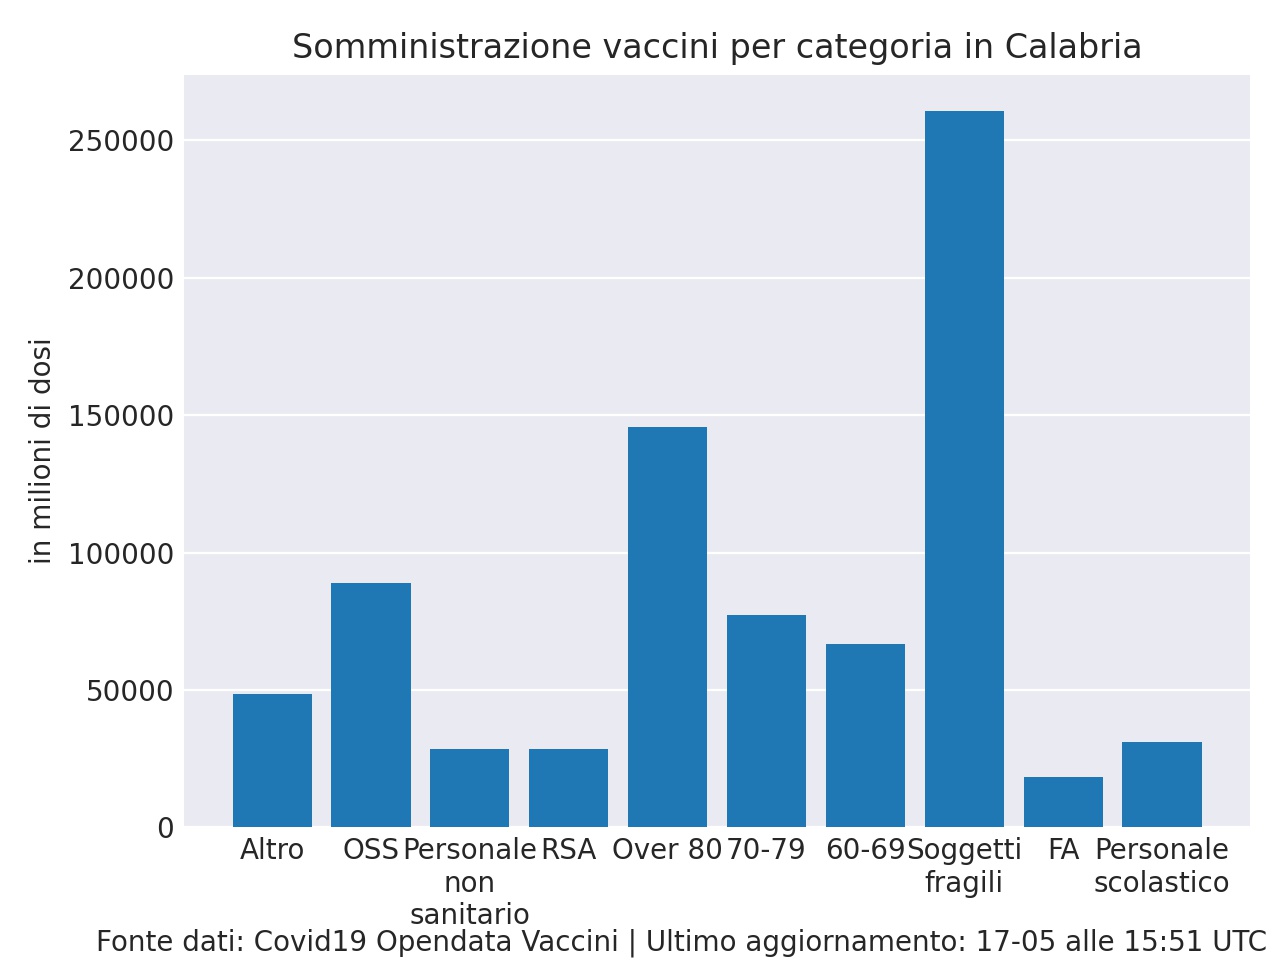 Somministrazione vaccini per categoria in Calabria
in milioni di dosi
250000
200000
150000
100000
50000
0
Altro
OSS
Personale
non
sanitario
RSA
Over 80
70-79
60-69
Soggetti
fragili
FA
Personale
scolastico
Fonte dati: Covid19 Opendata Vaccini | Ultimo aggiornamento: 17-05 alle 15:51 UTC